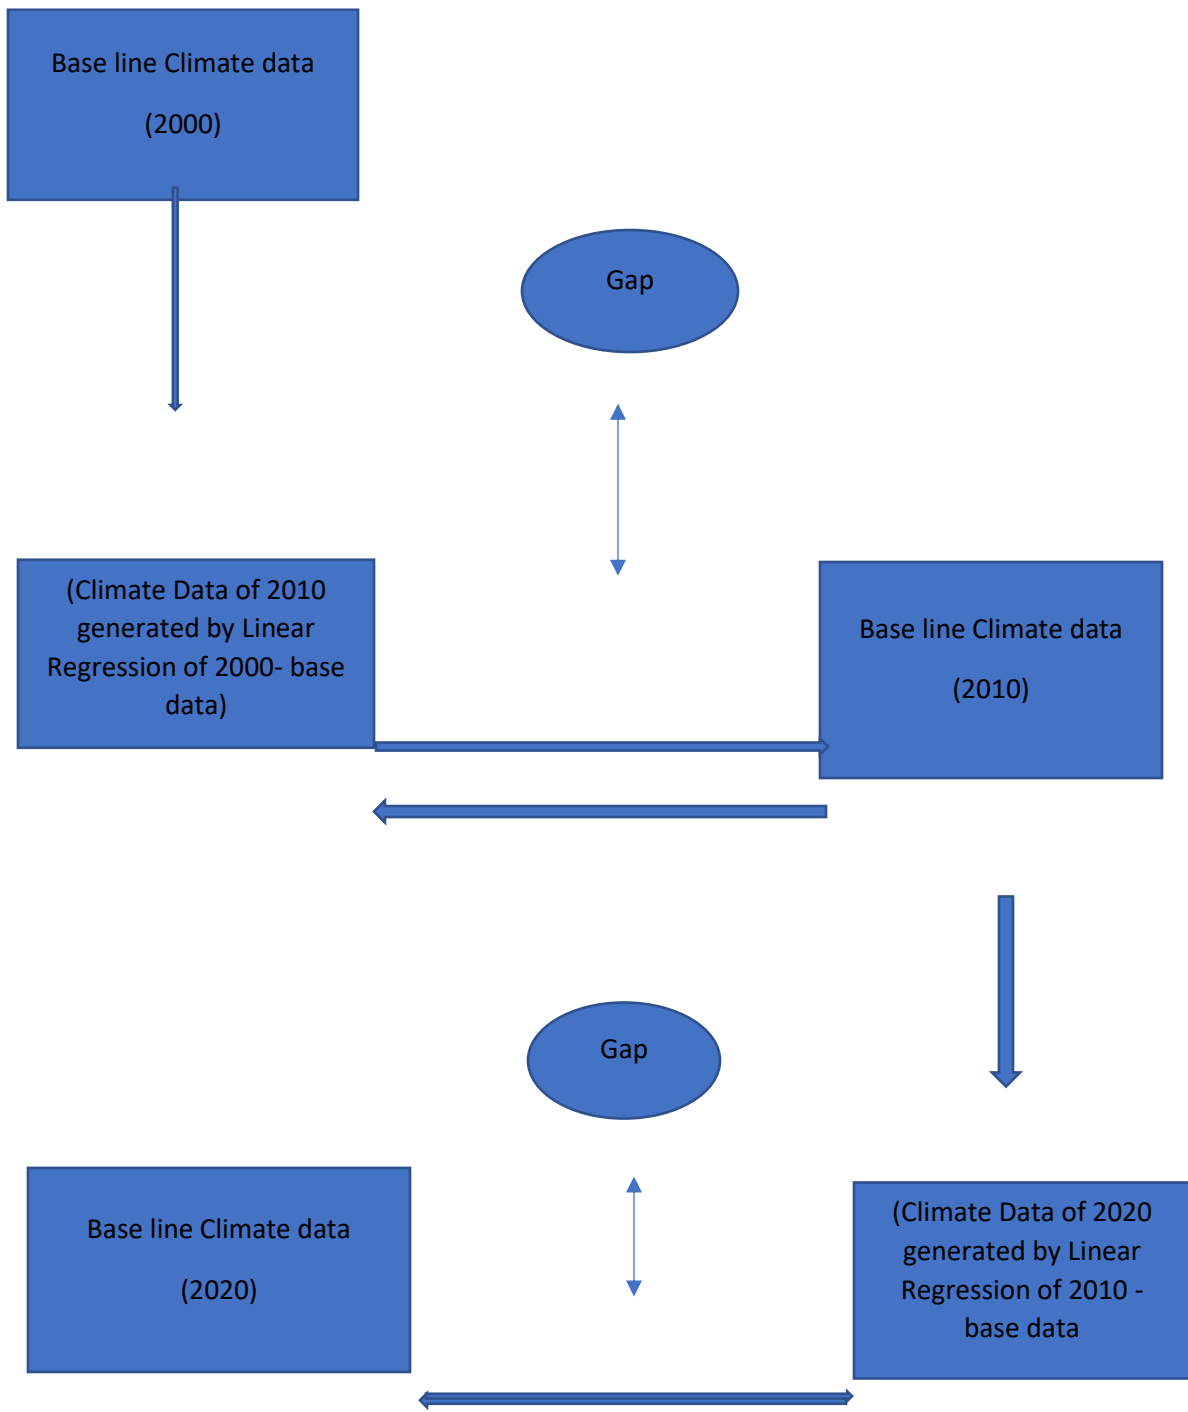 Base line Climate data
(2000)
Gap
(Climate Data of 2010
generated by Linear
Regression of 2000- base
data)
Base line Climate data
(2010)
Gap
Base line Climate data
(2020)
(Climate Data of 2020
generated by Linear
Regression of 2010 -
base data